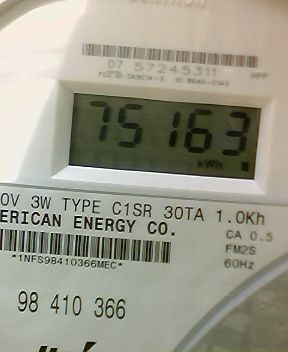 07 57245311
75163
kWh
0V 3W TYPE C1SR 30TA 1.0Kh
ERICAN ENERGY CO.
CA 0.5
FM2S
60Hz
*1NFS98410366MEC*
98 410 366